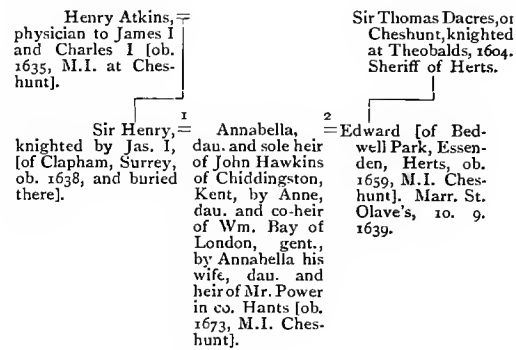 Henry Atkins, =
physician to James I
and Charles I [ob.
1635, M.I. at Ches-
hunt].
Sir Thomas Dacres, or
Cheshunt, knighted
at Theobalds, 1604.
Sheriff of Herts.
Sir Henry, =
knighted by Jas. I,
[of Clapham, Surrey,
ob. 1638, and buried
there].
1
Annabella,
dau. and sole heir
of John Hawkins
of Chiddingston,
Kent, by Anne,
dau. and co-heir
of Wm. Bay of
London, gent.,
by Annabella his
wife, dau. and
heir of Mr. Power
in co. Hants [ob.
1673, M.I. Ches-
hunt].
2
= Edward [of Bed-
well Park, Essen-
den, Herts, ob.
1659, M.I. Ches-
hunt]. Marr. St.
Olave's, 10. 9.
1639.